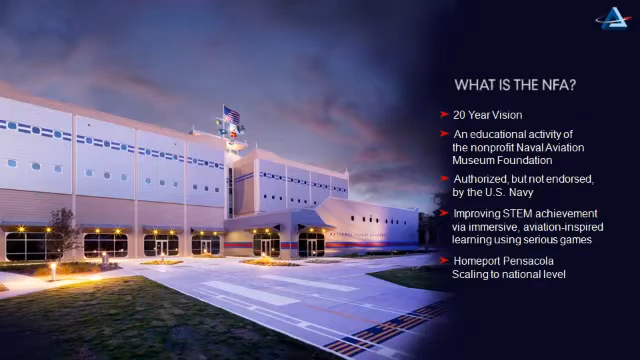 WHAT IS THE NFA?
20 Year Vision
An educational activity of
the nonprofit Naval Aviation
Museum Foundation
Authorized, but not endorsed,
by the U.S. Navy
Improving STEM achievement
via immersive, aviation-inspired
learning using serious games
Homeport Pensacola
Scaling to national level